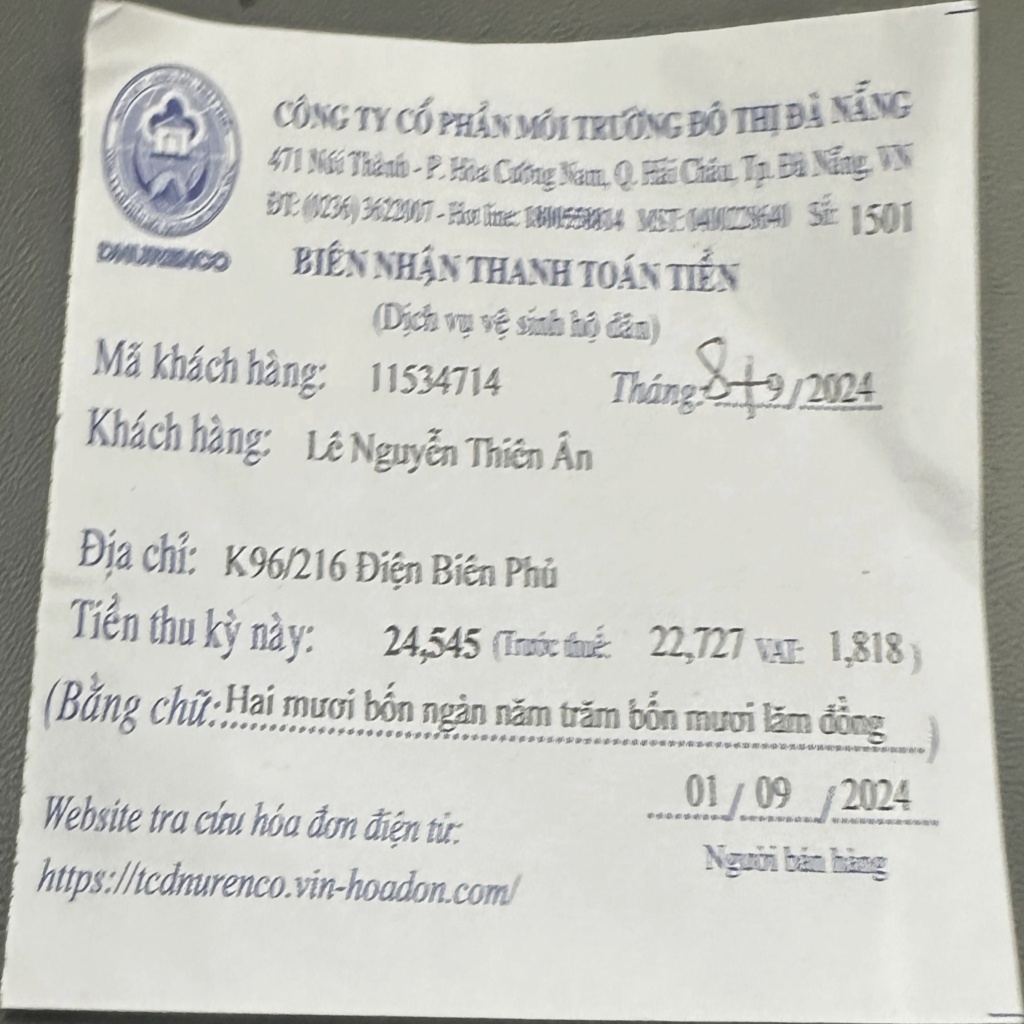 CÔNG TY CỔ PHẦN MÔI TRƯỜNG ĐÔ THỊ ĐÀ NẴNG
471 Núi Thành - P. Hòa Cường Nam, Q. Hải Châu, Tp. Đà Nẵng, VN
ĐT: (0236) 3622007 - Hot line: MST: Số: 1501
DNURENCO
BIÊN NHẬN THANH TOÁN TIỀN
(Dịch vụ vệ sinh hộ dân)
Mã khách hàng: 11534714 Tháng: 8+9/2024
Khách hàng: Lê Nguyễn Thiên Ân
Địa chỉ: K96/216 Điện Biên Phủ
Tiền thu kỳ này: 24,545 (Trước thuế: 22,727 VAT: 1,818)
(Bằng chữ: Hai mươi bốn ngàn năm trăm bốn mươi lăm đồng)
01 / 09 / 2024
Người bán hàng
Website tra cứu hóa đơn điện tử:
https://tcdnurenco.vin-hoadon.com/